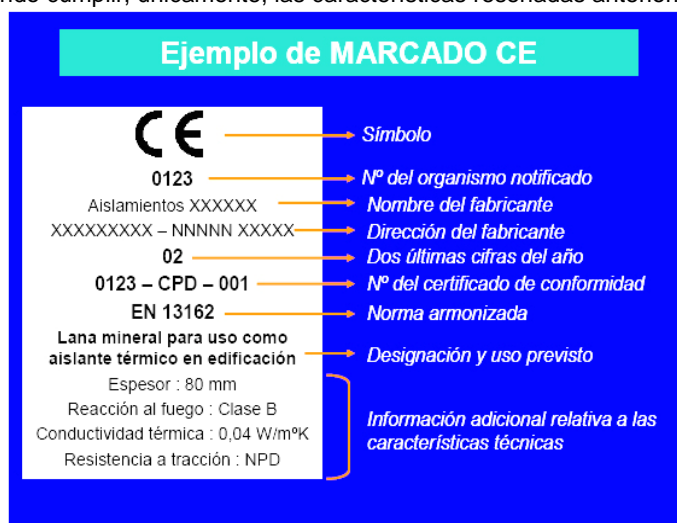 Ejemplo de MARCADO CE
CE
Símbolo
0123
Nº del organismo notificado
Aislamientos XXXXXX
Nombre del fabricante
XXXXXXXXX – NNNNN XXXXX
Dirección del fabricante
02
Dos últimas cifras del año
0123 – CPD – 001
Nº del certificado de conformidad
EN 13162
Norma armonizada
Lana mineral para uso como
aislante térmico en edificación
Designación y uso previsto
Espesor : 80 mm
Reacción al fuego : Clase B
Conductividad térmica : 0,04 W/mºK
Resistencia a tracción : NPD
Información adicional relativa a las
características técnicas